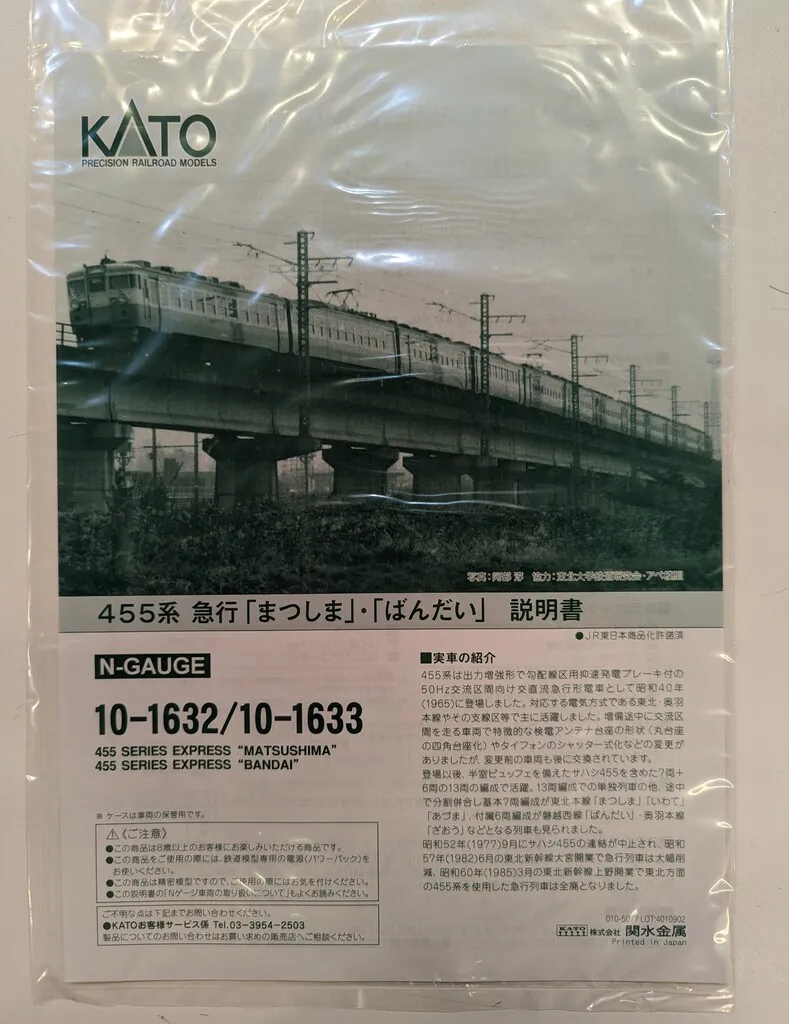 KATO
PRECISION RAILROAD MODELS
写真:阿部 淳 協力:東北大学鉄道研究会・アベ
455系 急行「まつしま」・「ばんだい」 説明書
●JR東日本商品化許諾済
N-GAUGE
10-1632/10-1633
455 SERIES EXPRESS “MATSUSHIMA”
455 SERIES EXPRESS “BANDAI”
■実車の紹介
455系は出力増強形で勾配線区用抑速発電ブレーキ付の
50Hz交流区間向け交直流急行形電車として昭和40年
(1965)に登場しました。対応する電気方式である東北・奥羽
本線やその支線区等で主に活躍しました。増備途中に交流区
間を走る車両で特徴的な検電アンテナ台座の形状(丸台座
の四角台座化)やタイフォンのシャッター式化などの変更が
ありましたが、変更前の車両も後に交換されています。
登場以後、半室ビュッフェを備えたサハシ455を含めた7両+
6両の13両の編成で活躍。13両編成での単独列車の他、途中
で分割併合し基本7両編成が東北本線「まつしま」「いわて」
「あづま」、付属6両編成が磐越西線「ばんだい」・奥羽本線
「ざおう」などとなる列車も見られました。
昭和52年(1977)9月にサハシ455の連結が中止され、昭和
57年(1982)6月の東北新幹線大宮開業で急行列車は大幅削
減、昭和60年(1985)3月の東北新幹線上野開業で東北方面
の455系を使用した急行列車は全廃となりました。
※ ケースは車両の保管用です。
⚠《ご注意》
●この商品は8歳以上のお客様にお楽しみいただける商品です。
●この商品をご使用の際には、鉄道模型専用の電源(パワーパック)を
お使いください。
●この商品は精密模型ですので、ご使用の際にはお気を付けください。
●この説明書の「Nゲージ車両の取り扱いについて」もよくお読みください。
ご不明な点は下記までお問い合わせください。
●KATOお客様サービス係 Tel.03-3954-2503
製品についてのお問い合わせはお買い求めの販売店へご相談ください。
LOT:4010902
KATO 株式会社 関水金属
Printed in Japan